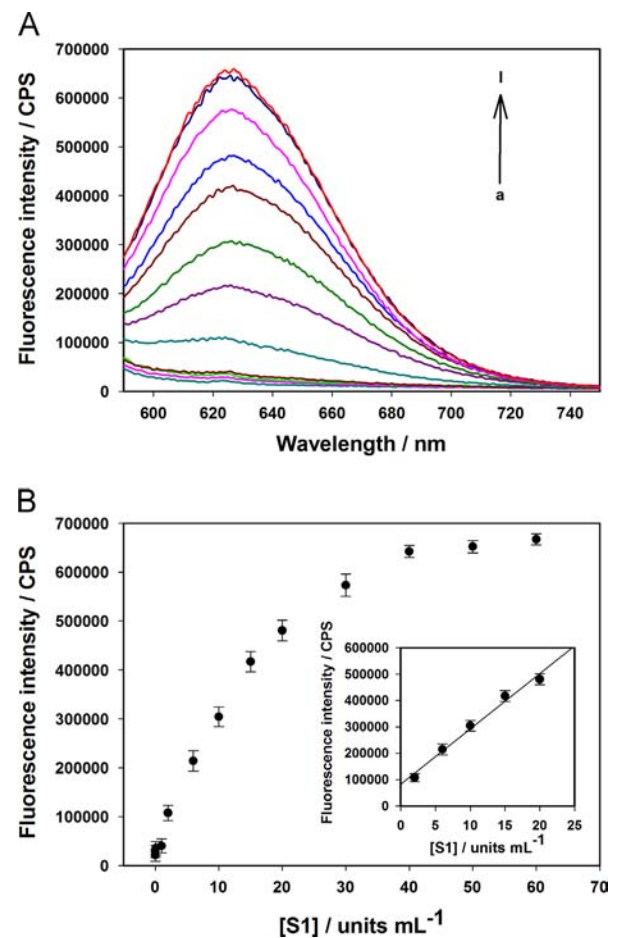 A
700000
600000
500000
400000
300000
200000
100000
0
Fluorescence intensity / CPS
l
a
600 620 640 660 680 700 720 740
Wavelength / nm
B
700000
600000
500000
400000
300000
200000
100000
0
Fluorescence intensity / CPS
600000
500000
400000
300000
200000
100000
0
Fluorescence intensity / CPS
0 5 10 15 20 25
[S1] / units mL-1
0 10 20 30 40 50 60 70
[S1] / units mL-1